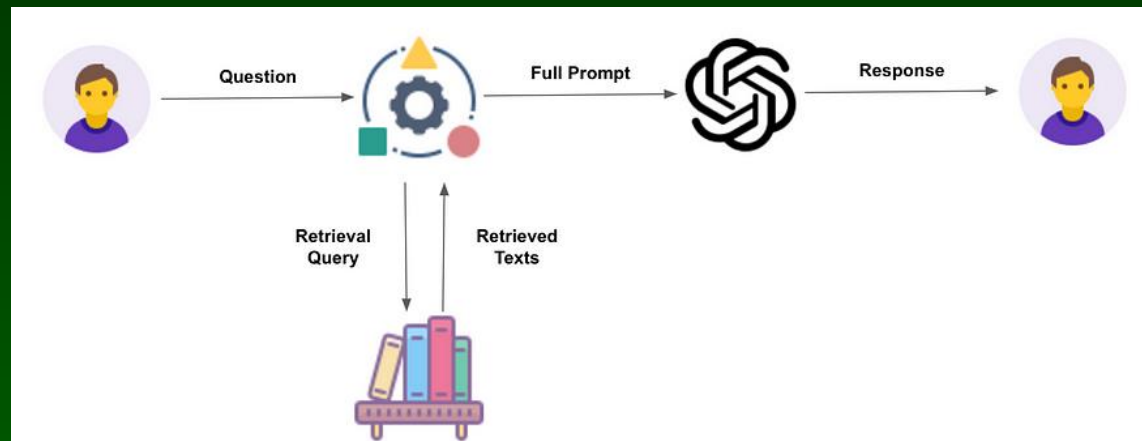 Question
Full Prompt
Response
Retrieval
Query
Retrieved
Texts